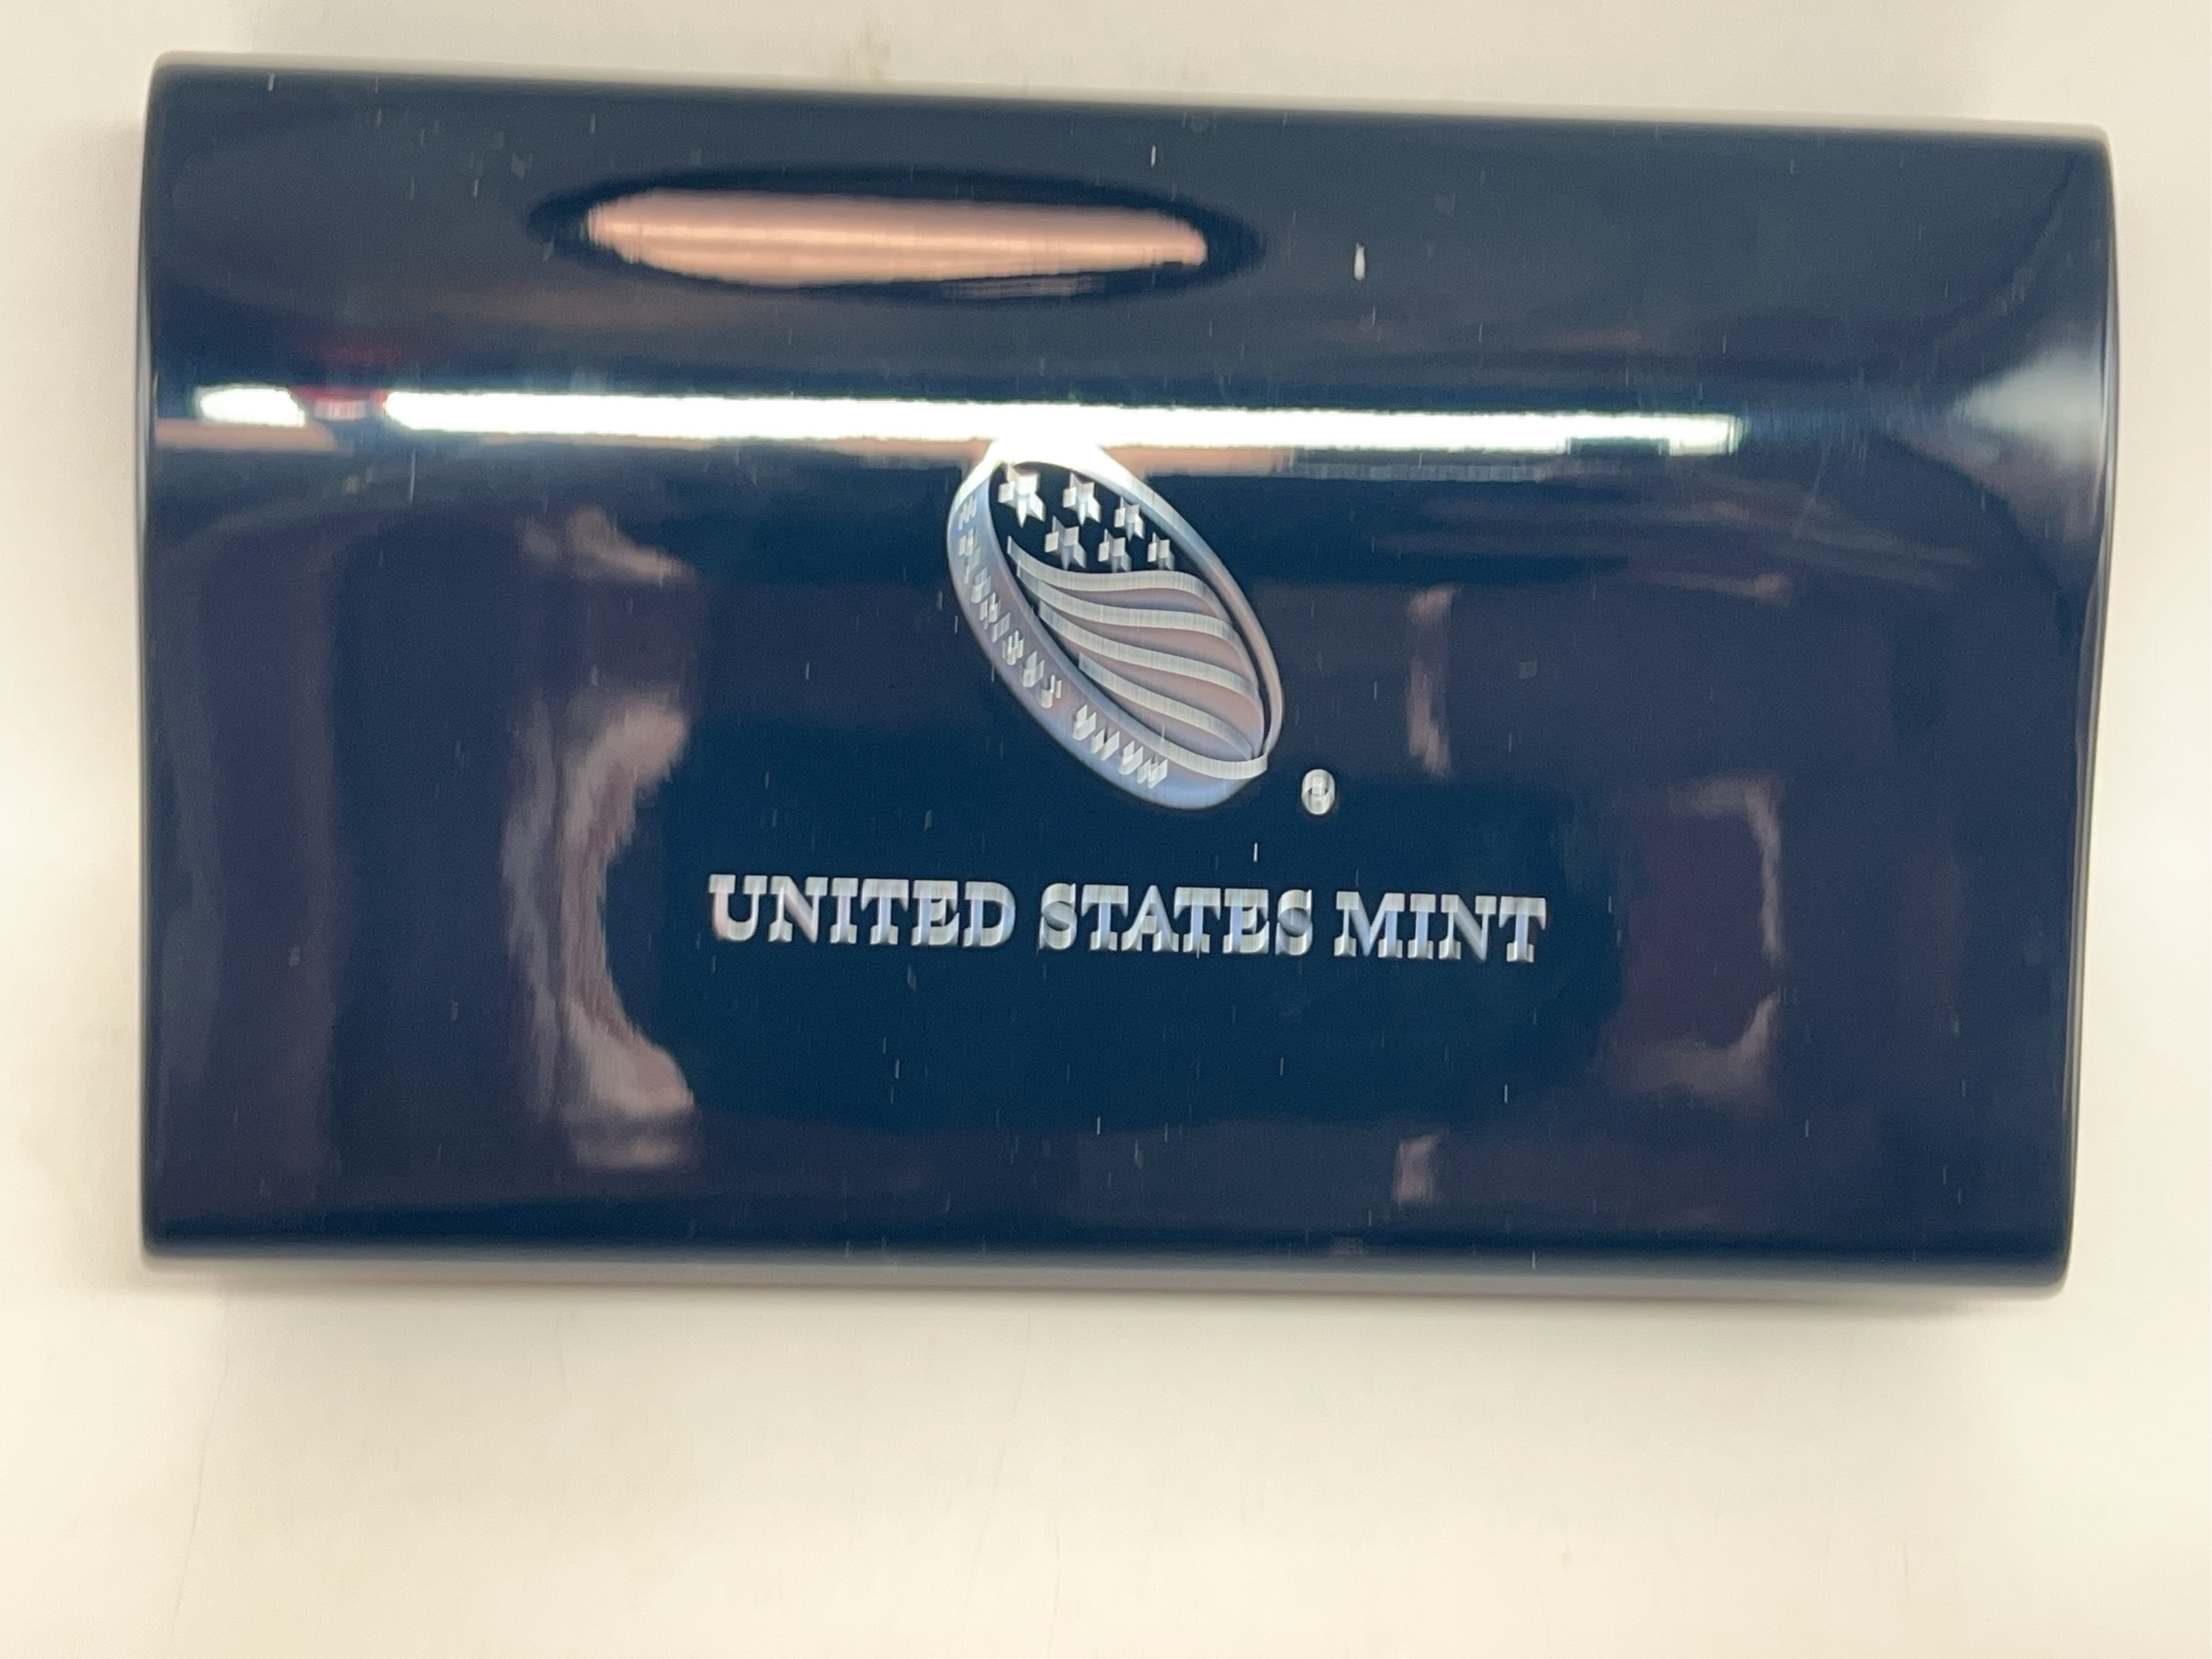 ®
UNITED STATES MINT